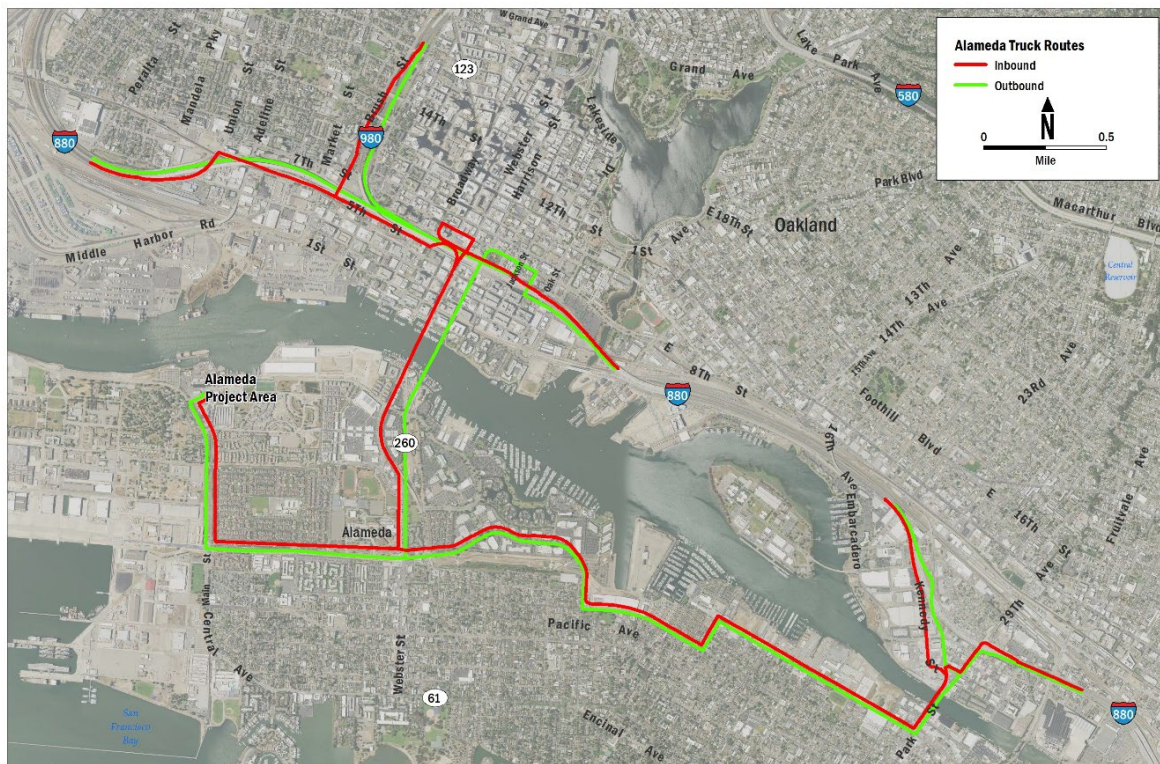 Alameda Truck Routes
Inbound
Outbound
N
0
0.5
Mile
W Grand Ave
123
Grand Ave
Lake Park Ave
580
Peralta St
Mandela Pky
Union St
Adeline St
Market St
Brush St
980
880
14Th St
Broadway
Webster St
Harrison St
Lakeside Dr
12Th St
1St Ave
E 18Th St
Park Blvd
Oakland
Macarthur Blvd
Central
Reservoir
7Th St
5Th St
1St St
Middle Harbor Rd
Jackson St
Oak St
13Th Ave
14Th Ave
15th Ave
23Rd Ave
Foothill Blvd
E 8Th St
880
16Th Ave
Embarcadero
E 16Th St
Fruitvale Ave
29Th Ave
Kennedy St
Alameda
Project Area
260
Alameda
Main St
Central Ave
Webster St
Pacific Ave
61
Encinal Ave
Park St
880
San
Francisco
Bay